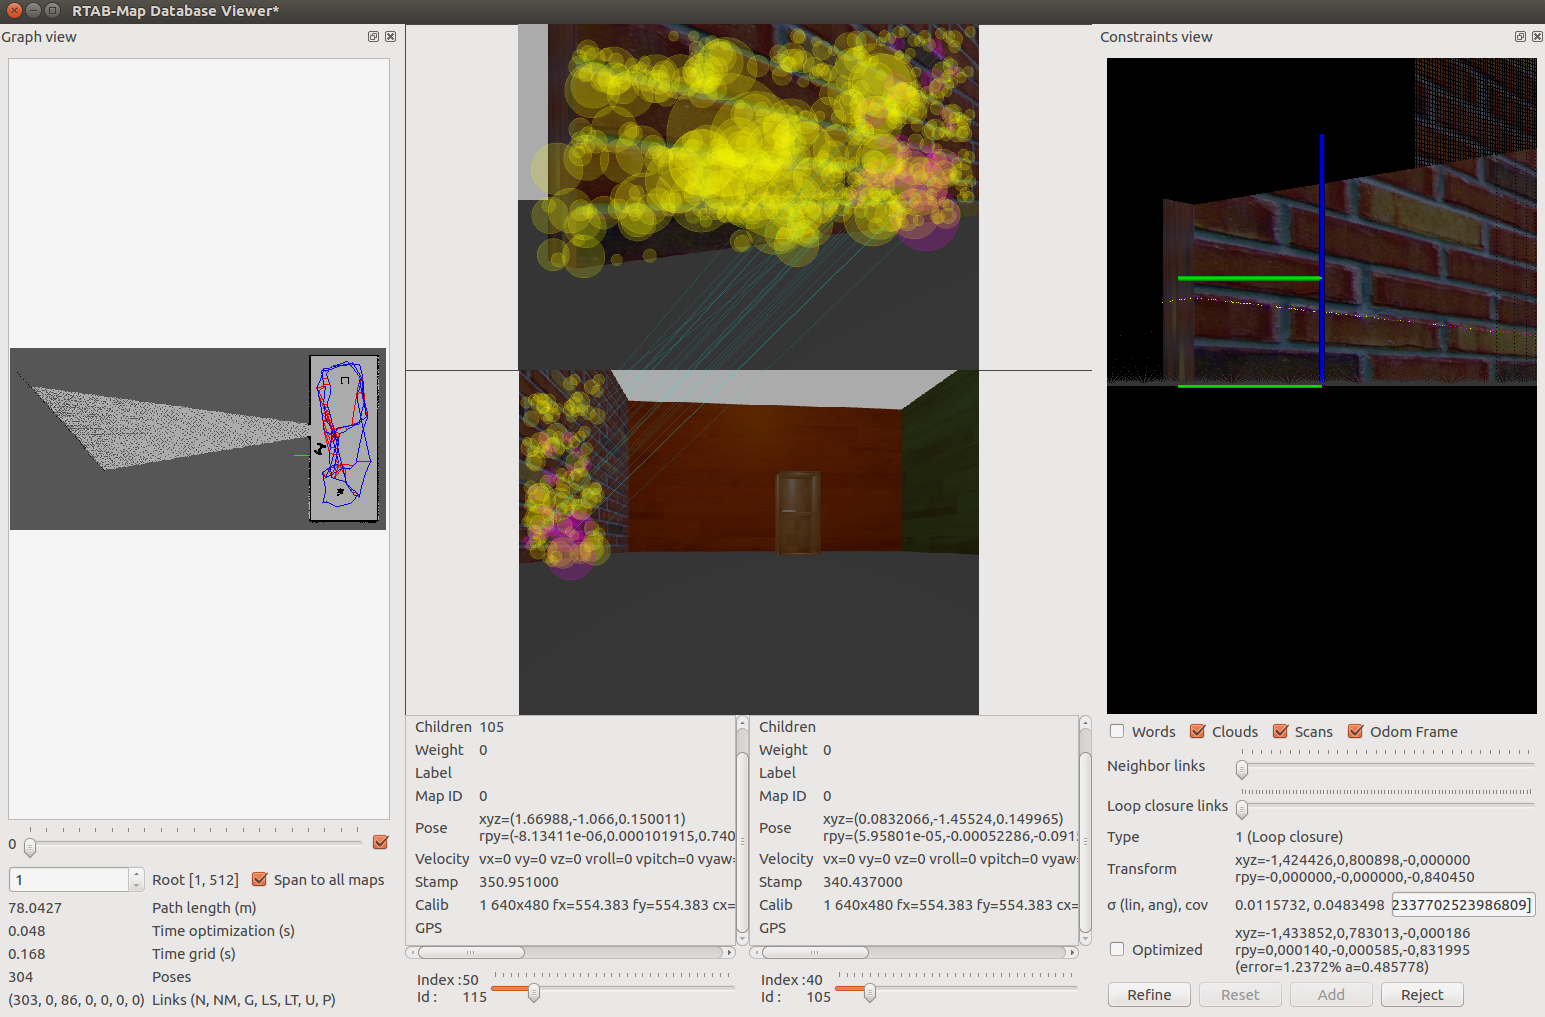 RTAB-Map Database Viewer*
Graph view
Constraints view
0
1
Root [1, 512]
Span to all maps
78.0427 Path length (m)
0.048 Time optimization (s)
0.168 Time grid (s)
304 Poses
(303, 0, 86, 0, 0, 0, 0) Links (N, NM, G, LS, LT, U, P)
Children 105
Weight 0
Label
Map ID 0
Pose xyz=(1.66988,-1.066,0.150011)
rpy=(-8.13411e-06,0.000101915,0.740
Velocity vx=0 vy=0 vz=0 vroll=0 vpitch=0 vyaw=
Stamp 350.951000
Calib 1 640x480 fx=554.383 fy=554.383 cx=
GPS
Index :50
Id : 115
Children
Weight 0
Label
Map ID 0
Pose xyz=(0.0832066,-1.45524,0.149965)
rpy=(5.95801e-05,-0.00052286,-0.091
Velocity vx=0 vy=0 vz=0 vroll=0 vpitch=0 vyaw=
Stamp 340.437000
Calib 1 640x480 fx=554.383 fy=554.383 cx=
GPS
Index :40
Id : 105
Words Clouds Scans Odom Frame
Neighbor links
Loop closure links
Type 1 (Loop closure)
Transform xyz=-1,424426,0,800898,-0,000000
rpy=-0,000000,-0,000000,-0,840450
σ (lin, ang), cov 0.0115732, 0.0483498 2337702523986809]
Optimized xyz=-1,433852,0,783013,-0,000186
rpy=0,000140,-0,000585,-0,831995
(error=1.2372% a=0.485778)
Refine Reset Add Reject